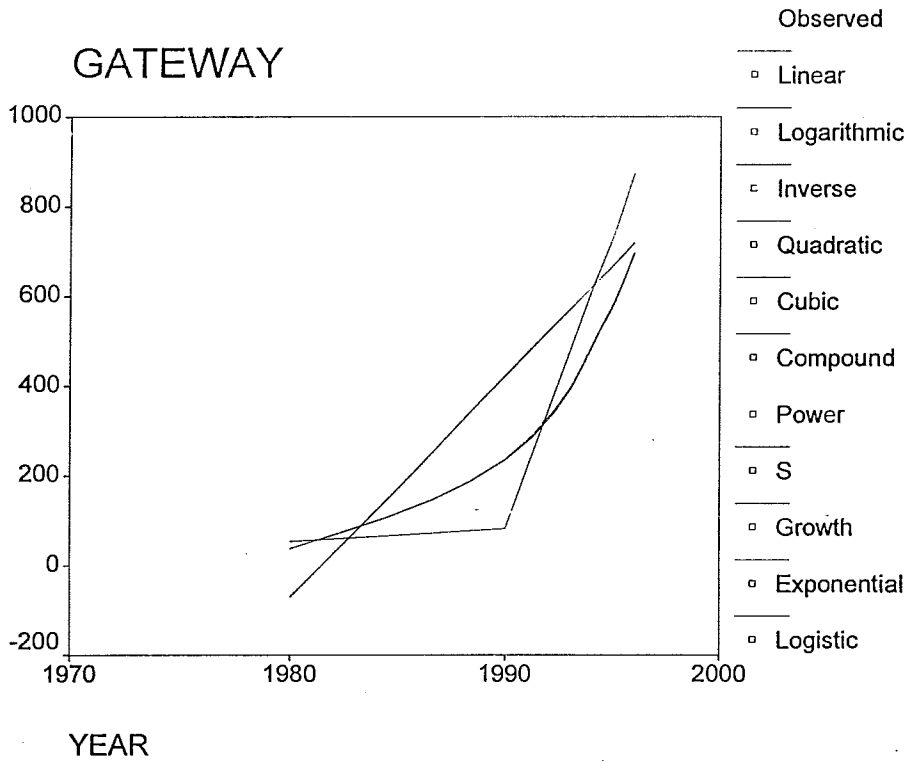 GATEWAY
1000
800
600
400
200
0
-200
1970
1980
1990
2000
YEAR
Observed
Linear
Logarithmic
Inverse
Quadratic
Cubic
Compound
Power
S
Growth
Exponential
Logistic